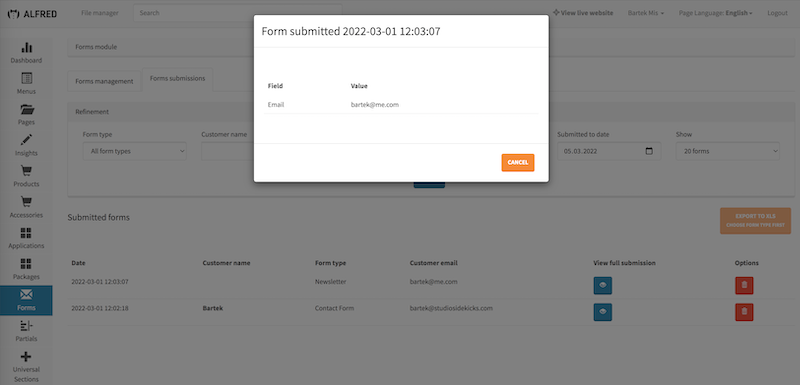 ALFRED
File manager
Search
View live website
Bartek Mis
Page Language: English
Logout
Form submitted 2022-03-01 12:03:07
Field Value
Email bartek@me.com
CANCEL
Dashboard
Menus
Pages
Insights
Products
Accessories
Applications
Packages
Forms
Partials
Universal
Sections
Forms module
Forms management
Forms submissions
Refinement
Form type
Customer name
Submitted to date
Show
All form types
05.03.2022
20 forms
Submitted forms
EXPORT TO XLS
CHOOSE FORM TYPE FIRST
Date Customer name Form type Customer email View full submission Options
2022-03-01 12:03:07 Newsletter bartek@me.com
2022-03-01 12:02:19 Bartek Contact Form bartek@studiosidekicks.com